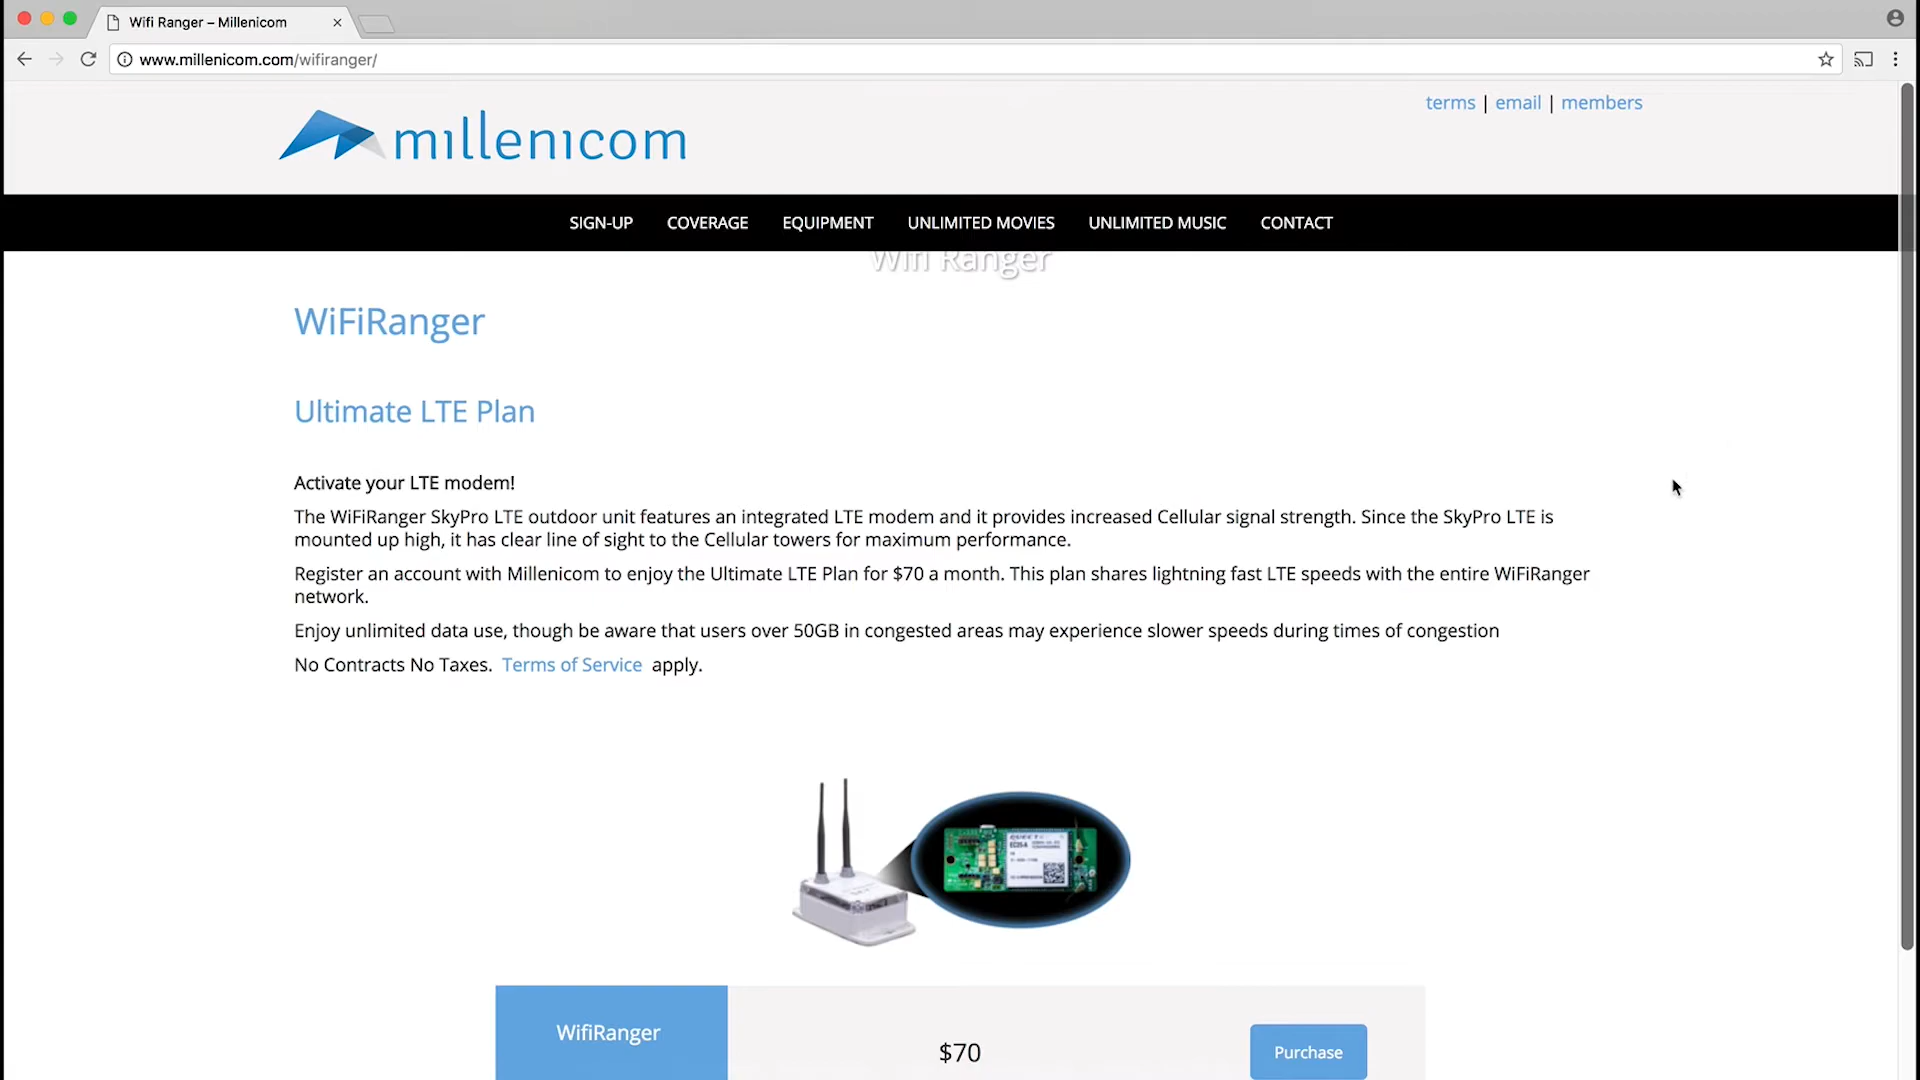 Wifi Ranger – Millenicom
www.millenicom.com/wifiranger/
terms | email | members
millenicom
SIGN-UP COVERAGE EQUIPMENT UNLIMITED MOVIES UNLIMITED MUSIC CONTACT
Wifi Ranger
WiFiRanger
Ultimate LTE Plan
Activate your LTE modem!
The WiFiRanger SkyPro LTE outdoor unit features an integrated LTE modem and it provides increased Cellular signal strength. Since the SkyPro LTE is
mounted up high, it has clear line of sight to the Cellular towers for maximum performance.
Register an account with Millenicom to enjoy the Ultimate LTE Plan for $70 a month. This plan shares lightning fast LTE speeds with the entire WiFiRanger
network.
Enjoy unlimited data use, though be aware that users over 50GB in congested areas may experience slower speeds during times of congestion
No Contracts No Taxes. Terms of Service apply.
WifiRanger
$70
Purchase